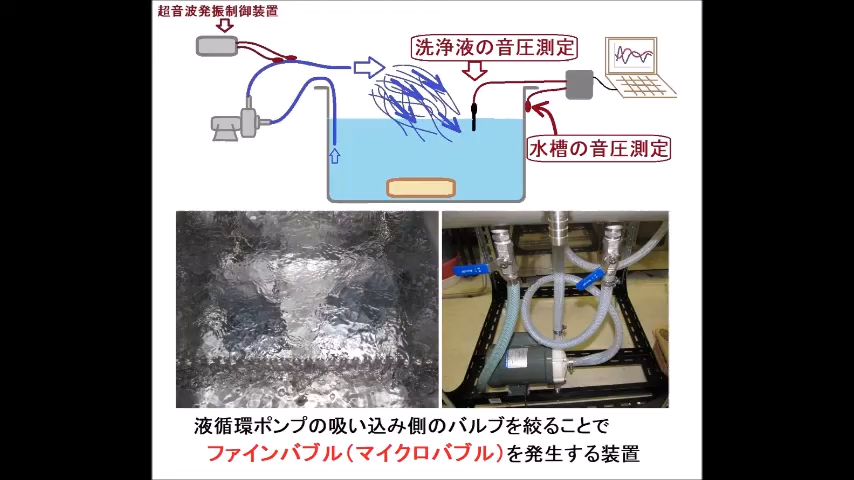 超音波発振制御装置
洗浄液の音圧測定
水槽の音圧測定
液循環ポンプの吸い込み側のバルブを絞ることで
ファインバブル（マイクロバブル）を発生する装置